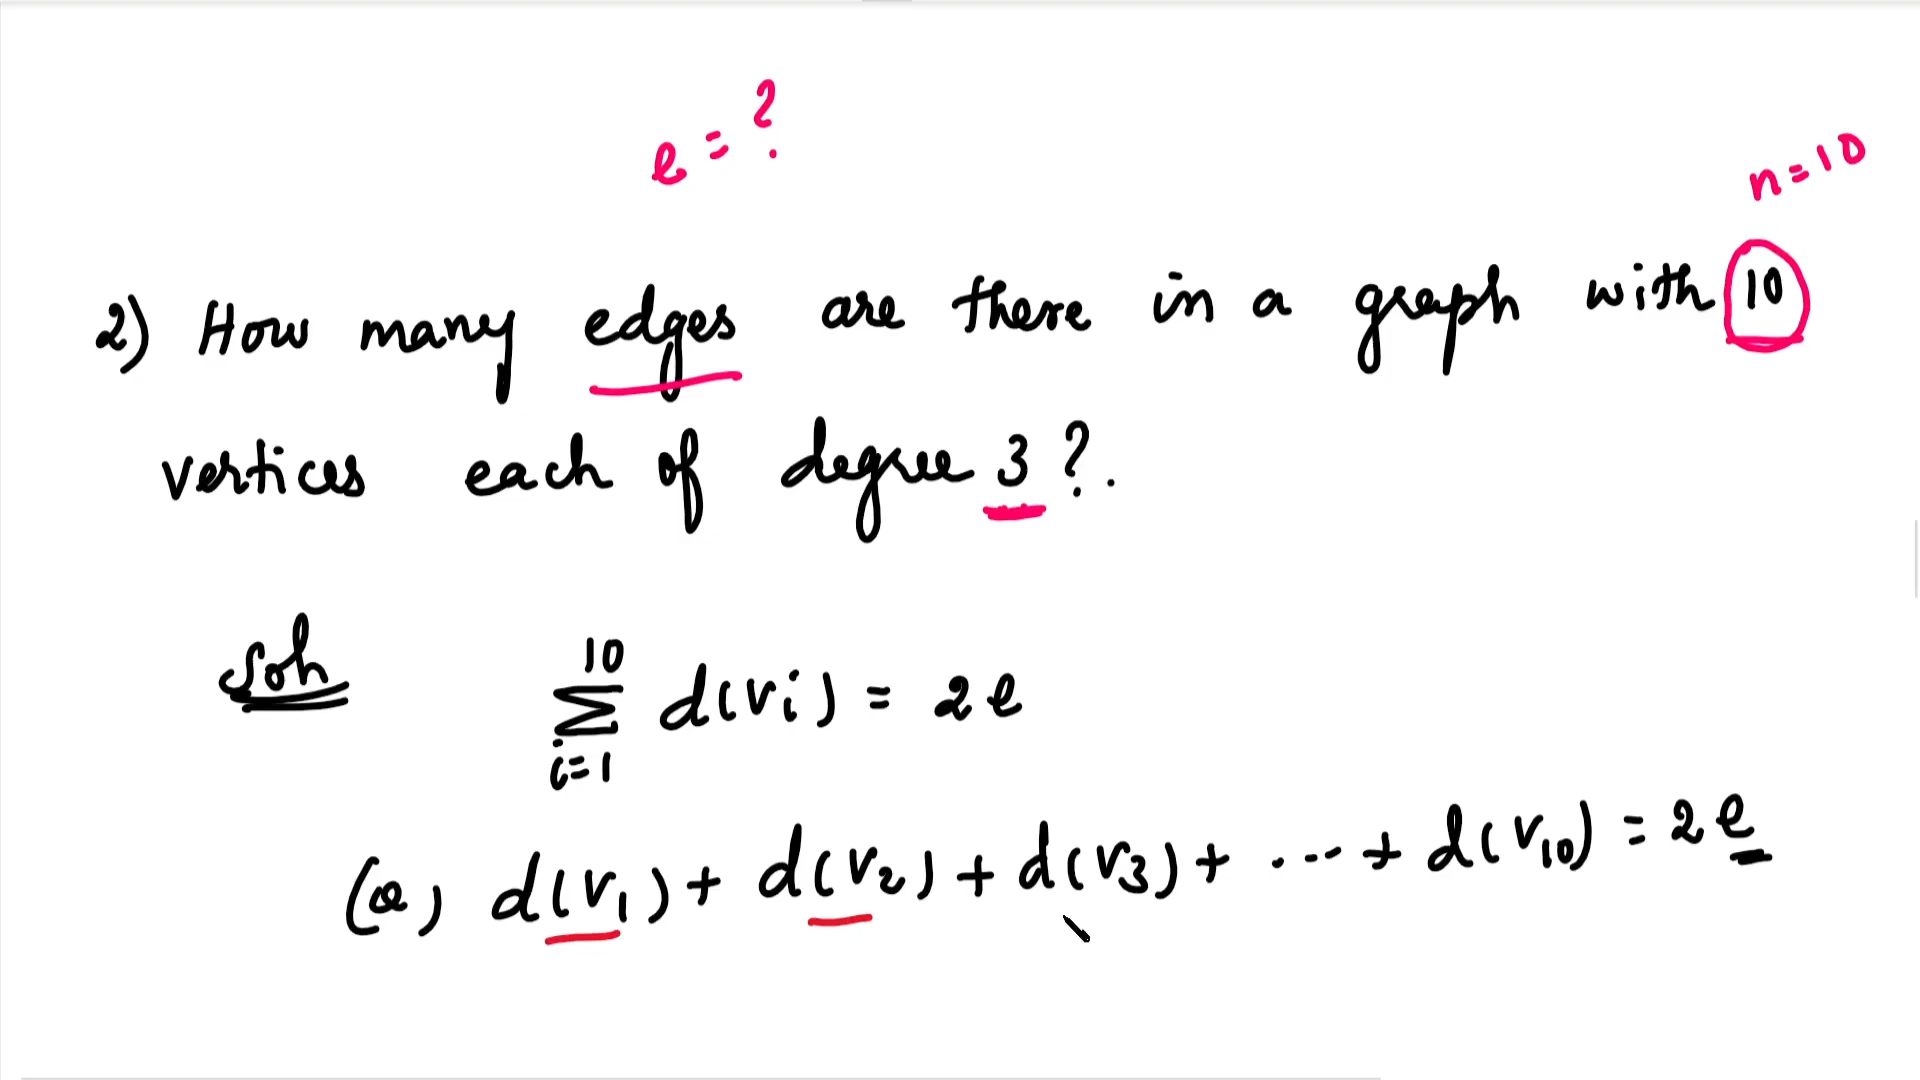 e = ?
n = 10
2) How many edges are there in a graph with 10
vertices each of degree 3 ?.
Soln
10
Σ d(vi) = 2e
i=1
(a) d(v1) + d(v2) + d(v3) + ... + d(v10) = 2e